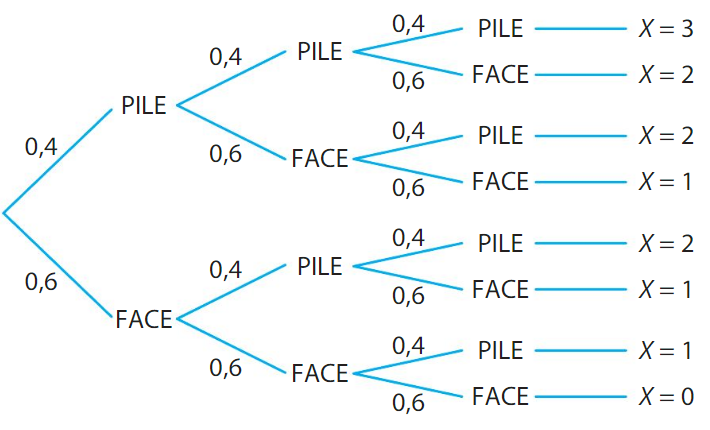 0,4 PILE X = 3
0,4 PILE
0,6 FACE X = 2
PILE
0,4 0,6 FACE 0,4 PILE X = 2
0,6 FACE X = 1
0,4 PILE X = 2
0,6 0,4 PILE
0,6 FACE X = 1
FACE
0,4 PILE X = 1
0,6 FACE
0,6 FACE X = 0